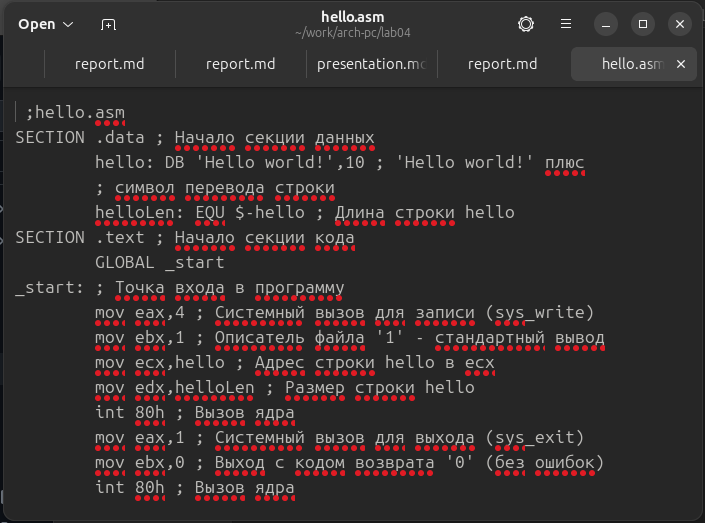 Open
hello.asm
~/work/arch-pc/lab04
report.md
report.md
presentation.mc
report.md
hello.asm
;hello.asm
SECTION .data ; Начало секции данных
hello: DB 'Hello world!',10 ; 'Hello world!' плюс
; символ перевода строки
helloLen: EQU $-hello ; Длина строки hello
SECTION .text ; Начало секции кода
GLOBAL _start
_start: ; Точка входа в программу
mov eax,4 ; Системный вызов для записи (sys_write)
mov ebx,1 ; Описатель файла '1' - стандартный вывод
mov ecx,hello ; Адрес строки hello в ecx
mov edx,helloLen ; Размер строки hello
int 80h ; Вызов ядра
mov eax,1 ; Системный вызов для выхода (sys_exit)
mov ebx,0 ; Выход с кодом возврата '0' (без ошибок)
int 80h ; Вызов ядра